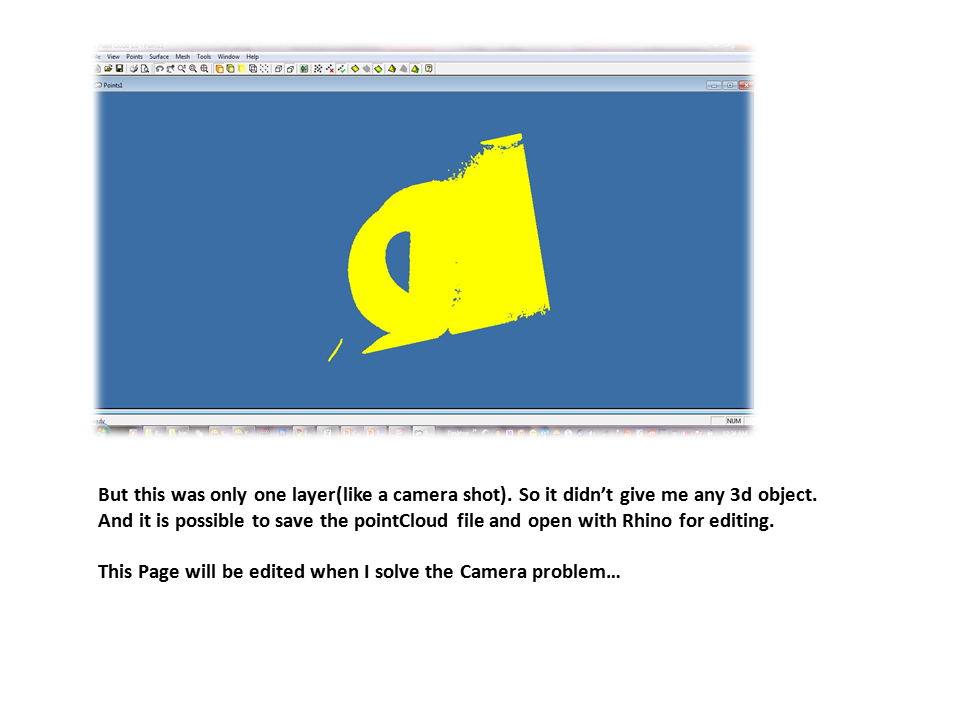 View Points Surface Mesh Tools Window Help
Points1
NUM
But this was only one layer(like a camera shot). So it didn’t give me any 3d object.
And it is possible to save the pointCloud file and open with Rhino for editing.
This Page will be edited when I solve the Camera problem…